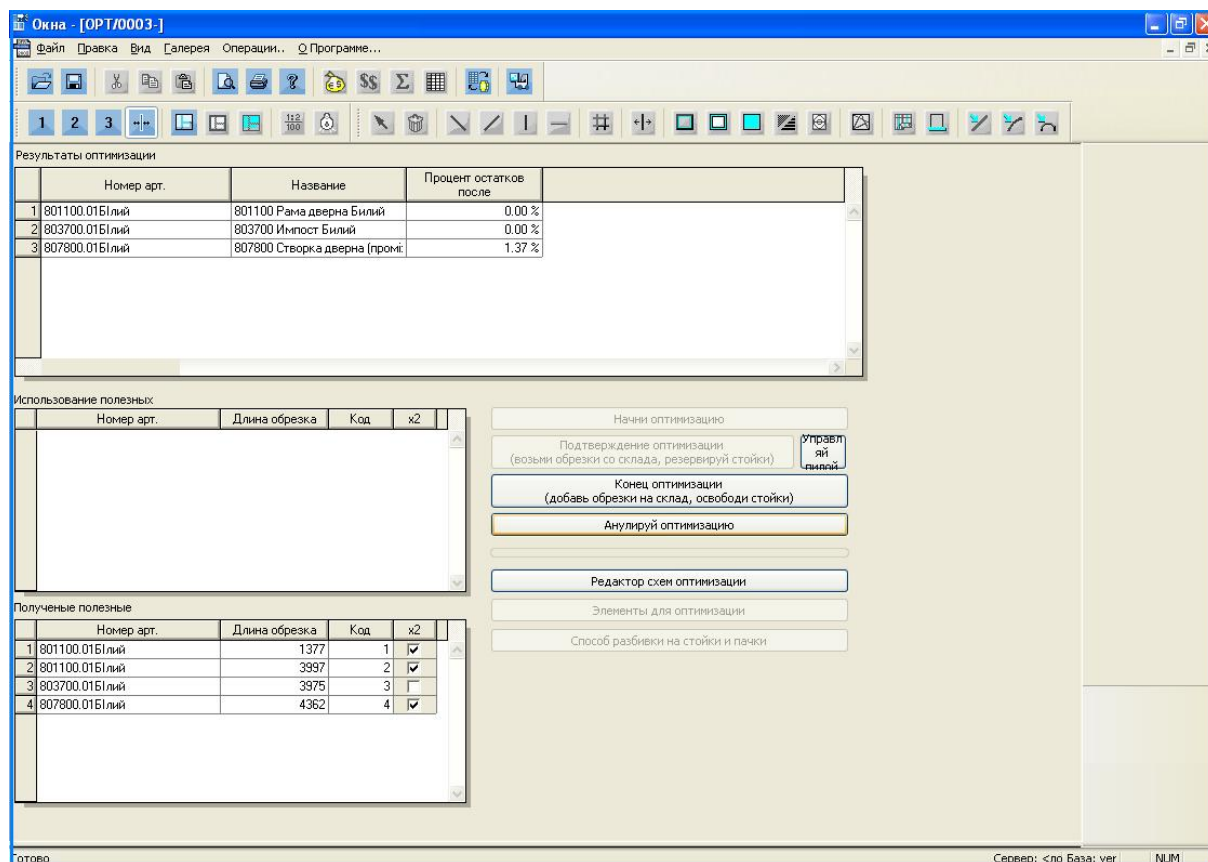 Окна - [OPT/0003-]
Файл Правка Вид Галерея Операции.. О Программе...
1 2 3
Результаты оптимизации
Номер арт. Название Процент остатков после
1 801100.01БІлий 801100 Рама дверна Билий 0.00 %
2 803700.01БІлий 803700 Импост Билий 0.00 %
3 807800.01БІлий 807800 Створка дверна (промі: 1.37 %
Использование полезных
Номер арт. Длина обрезка Код x2
Начни оптимизацию
Подтверждение оптимизации
(возьми обрезки со склада, резервируй стойки)
Управл
яй
пилой
Конец оптимизации
(добавь обрезки на склад, освободи стойки)
Анулируй оптимизацию
Редактор схем оптимизации
Элементы для оптимизации
Способ разбивки на стойки и пачки
Полученые полезные
Номер арт. Длина обрезка Код x2
1 801100.01БІлий 1377 1
2 801100.01БІлий 3997 2
3 803700.01БІлий 3975 3
4 807800.01БІлий 4362 4
Готово Сервер: <ло База: ver NUM